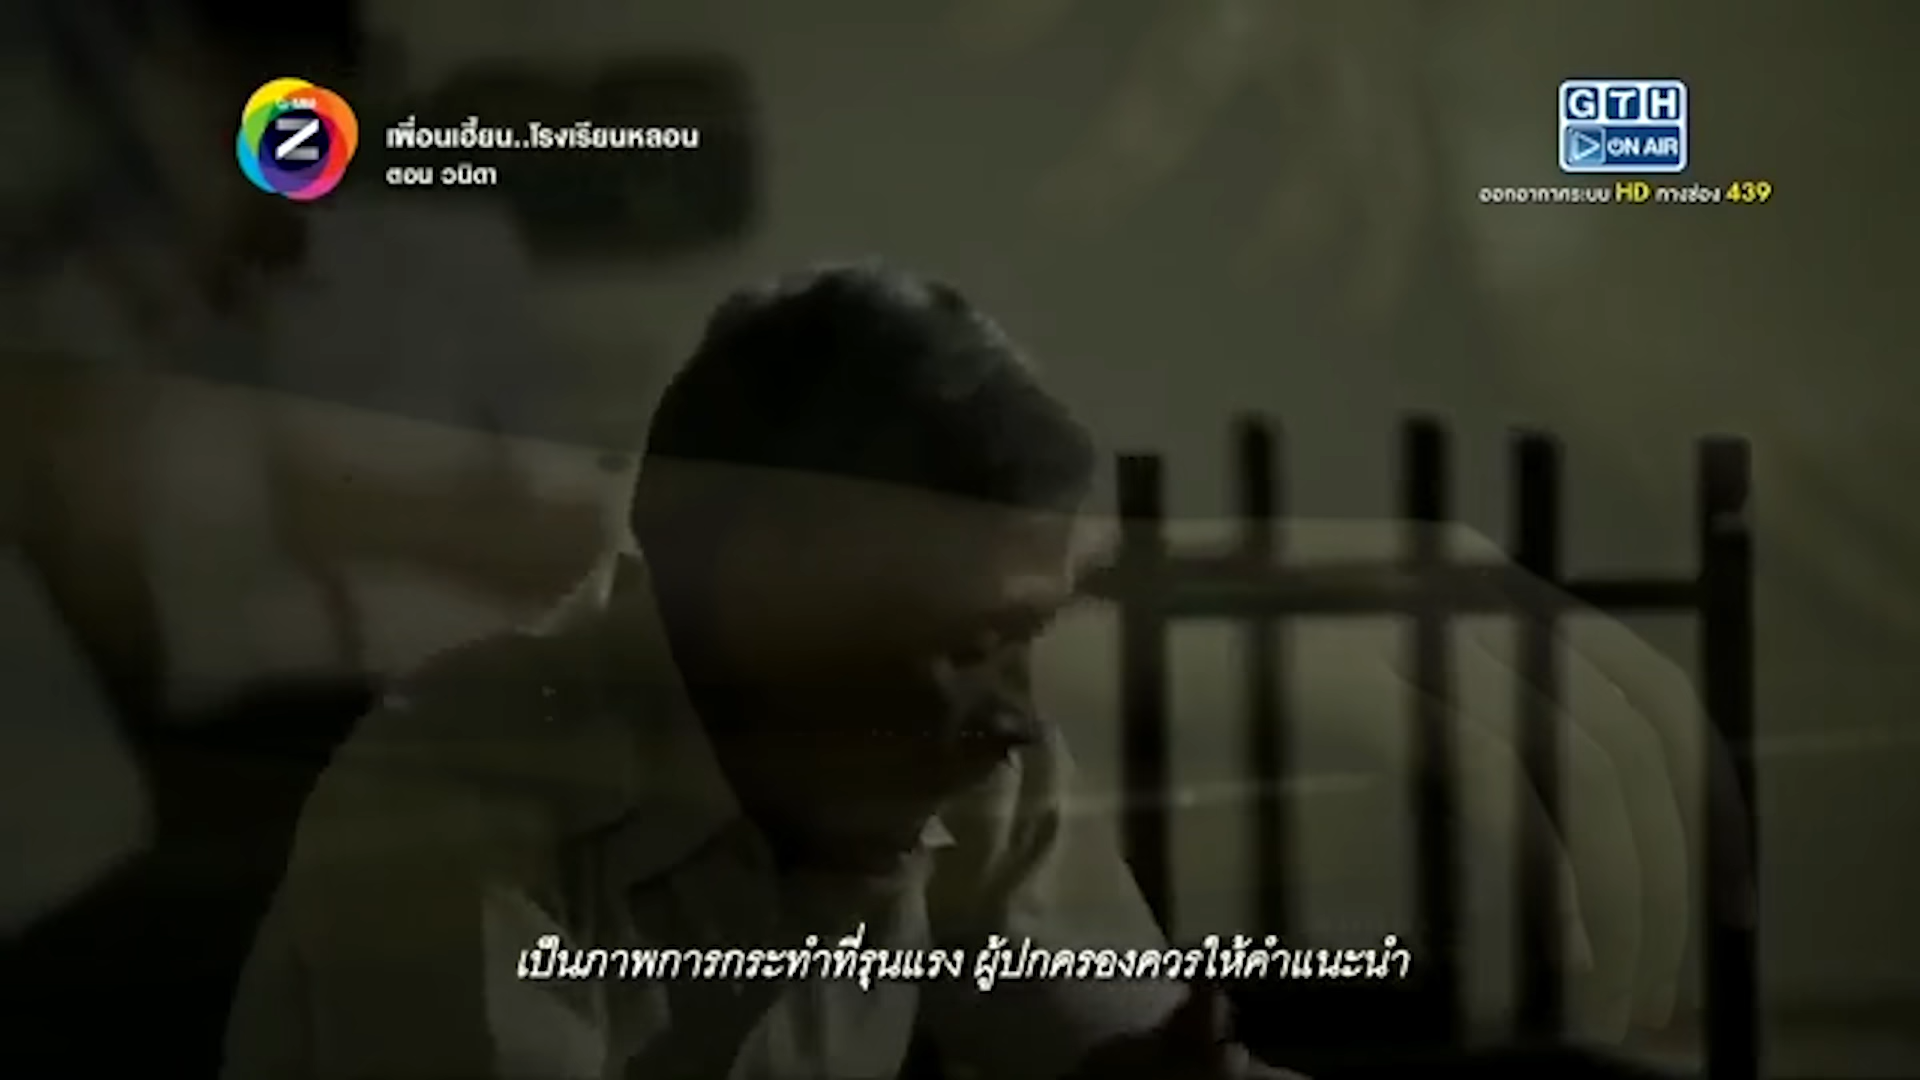 Z
เพื่อนเฮี้ยน..โรงเรียนหลอน
ตอน วนิดา
GTH
ON AIR
ออกอากาศระบบ HD ทางช่อง 439
เป็นภาพการกระทำที่รุนแรง ผู้ปกครองควรให้คำแนะนำ